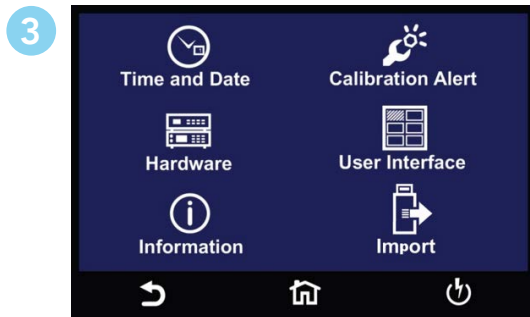 3
Time and Date
Calibration Alert
Hardware
User Interface
Information
Import